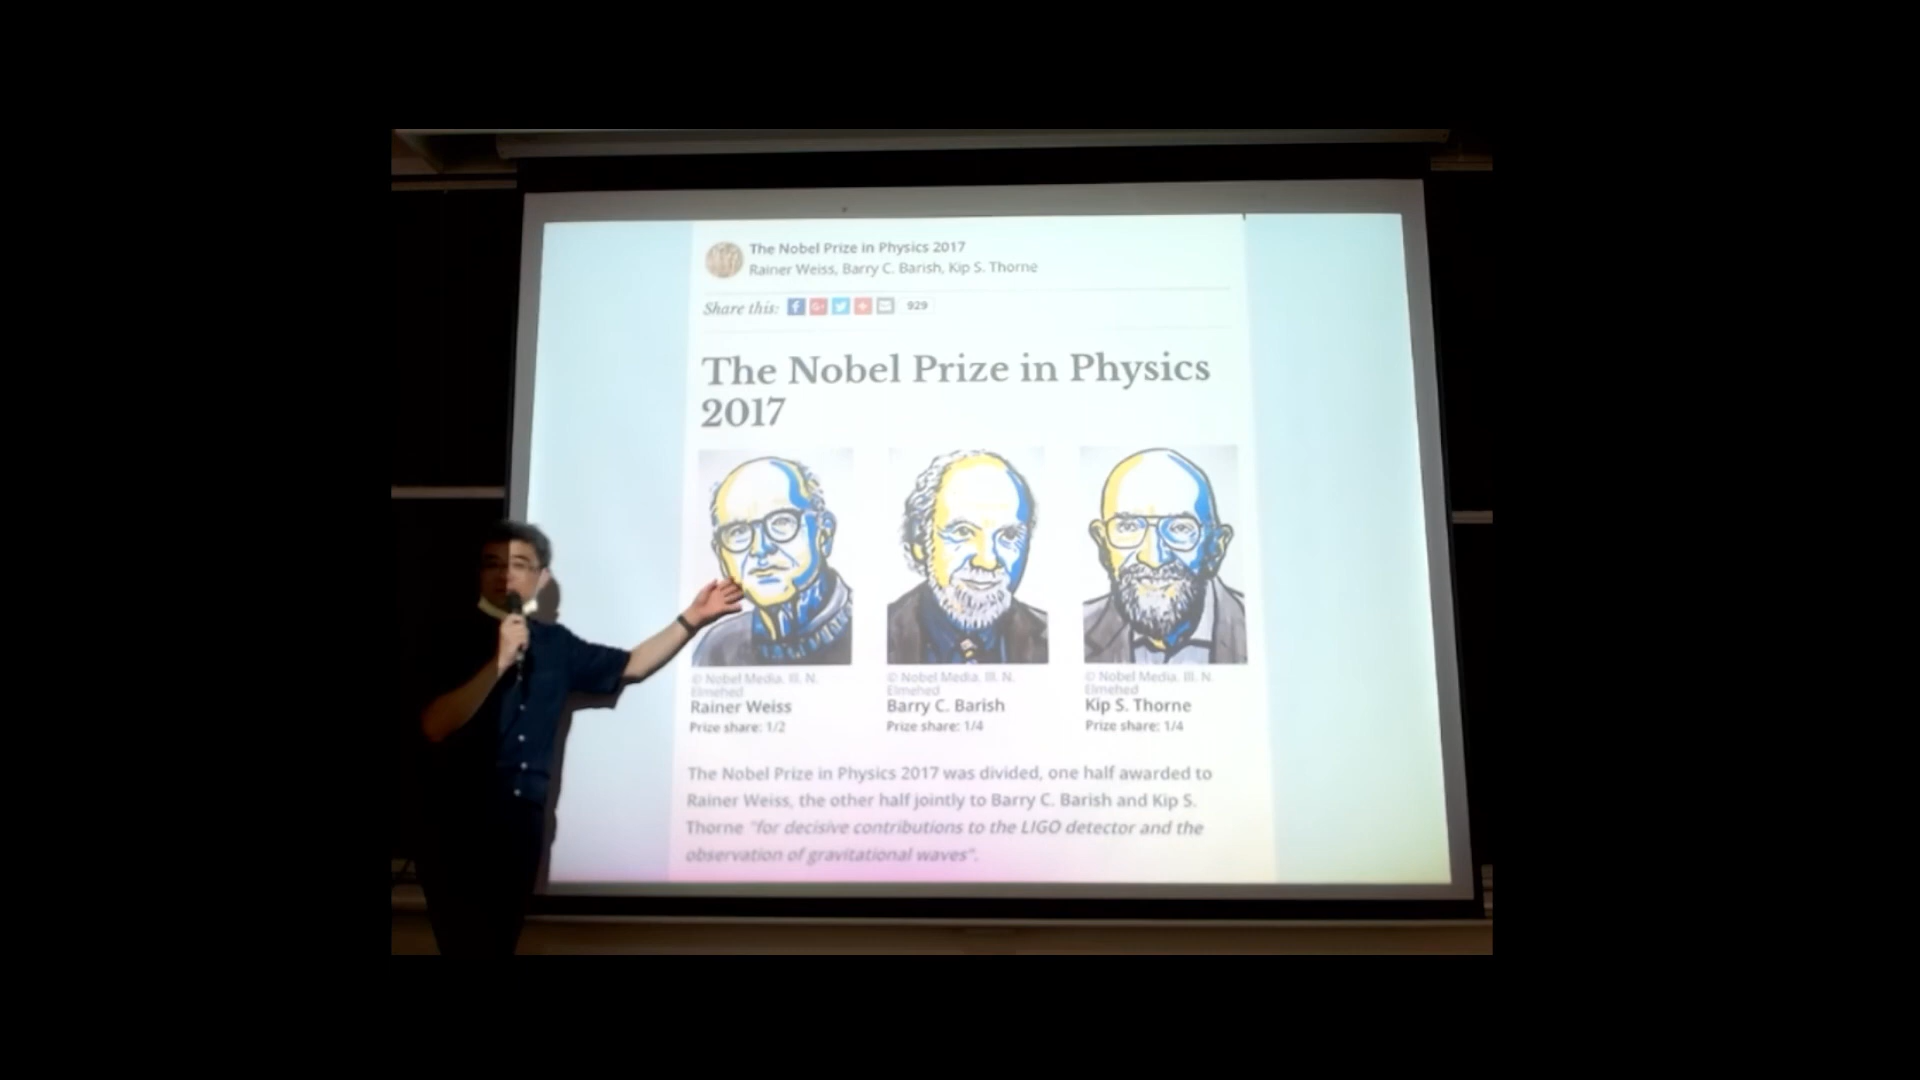 The Nobel Prize in Physics 2017
Rainer Weiss, Barry C. Barish, Kip S. Thorne
Share this: 929
The Nobel Prize in Physics
2017
© Nobel Media. Ill. N.
Elmehed
Rainer Weiss
Prize share: 1/2
© Nobel Media. Ill. N.
Elmehed
Barry C. Barish
Prize share: 1/4
© Nobel Media. Ill. N.
Elmehed
Kip S. Thorne
Prize share: 1/4
The Nobel Prize in Physics 2017 was divided, one half awarded to
Rainer Weiss, the other half jointly to Barry C. Barish and Kip S.
Thorne "for decisive contributions to the LIGO detector and the
observation of gravitational waves".